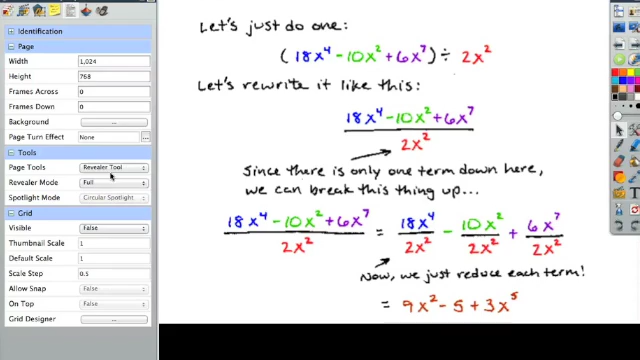 Identification
Page
Width 1,024
Height 768
Frames Across 0
Frames Down 0
Background ...
Page Turn Effect None ...
Tools
Page Tools Revealer Tool
Revealer Mode Full
Spotlight Mode Circular Spotlight
Grid
Visible False
Thumbnail Scale 1
Default Scale 1
Scale Step 0.5
Allow Snap False
On Top False
Grid Designer ...
Let's just do one:
(18x⁴ - 10x² + 6x⁷) ÷ 2x²
Let's rewrite it like this:
18x⁴ - 10x² + 6x⁷
2x²
Since there is only one term down here,
we can break this thing up...
18x⁴ - 10x² + 6x⁷ = 18x⁴ - 10x² + 6x⁷
2x² 2x² 2x² 2x²
Now, we just reduce each term!
= 9x² - 5 + 3x⁵